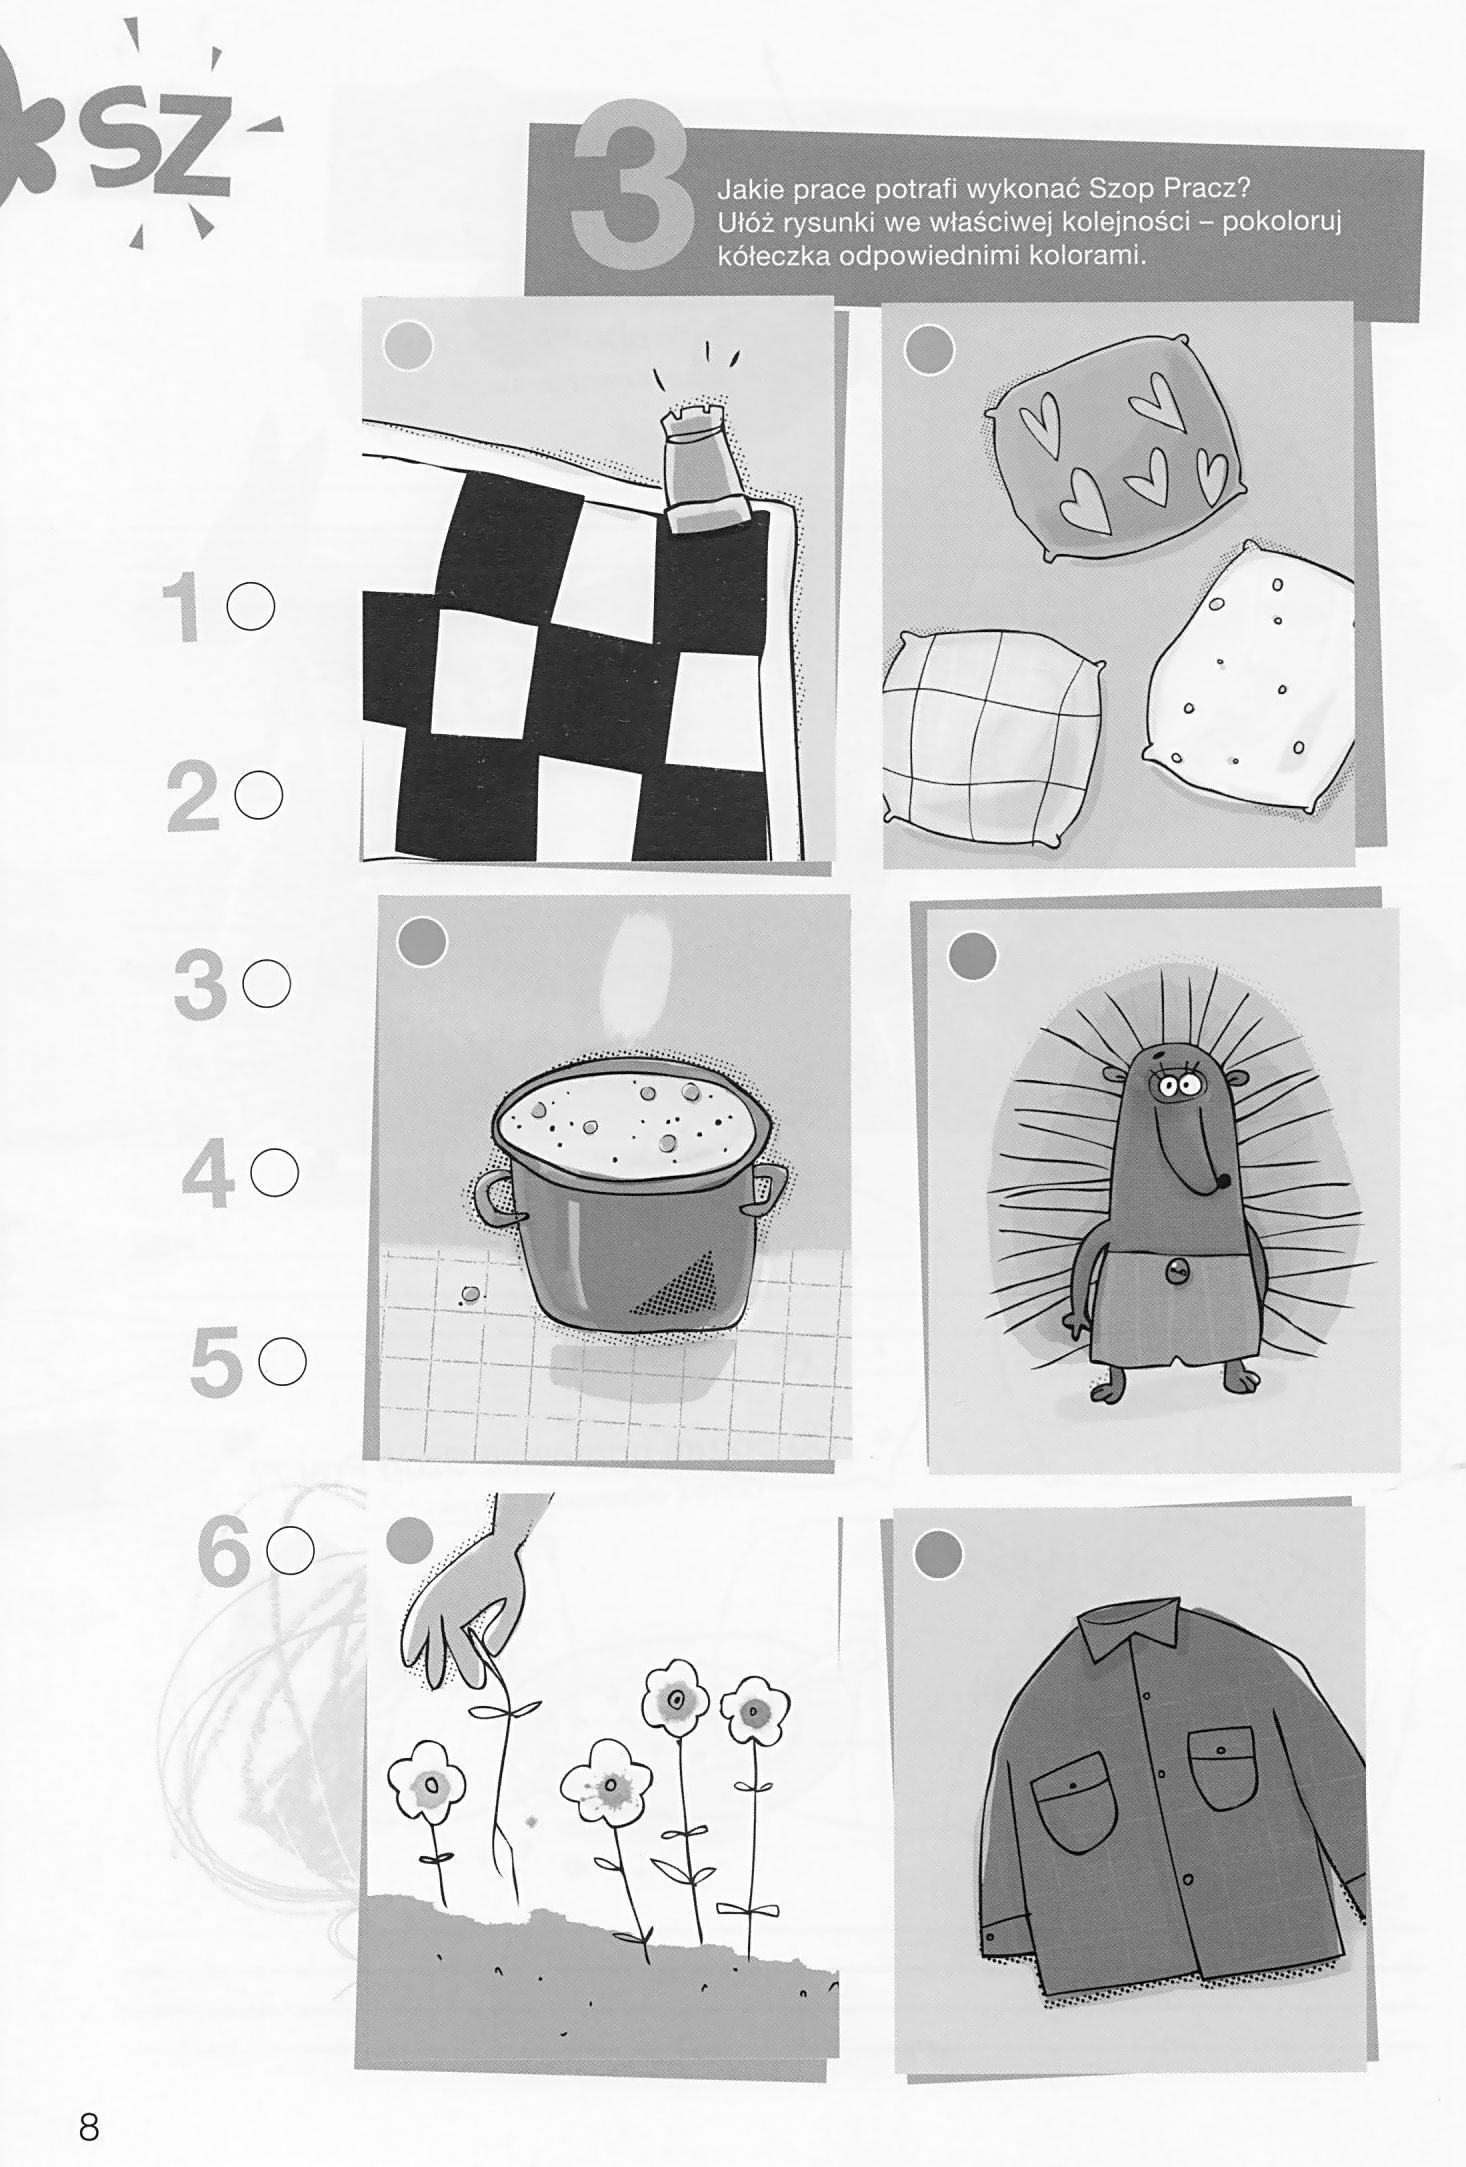 SZ
3
Jakie prace potrafi wykonać Szop Pracz?
Ułóż rysunki we właściwej kolejności – pokoloruj
kółeczka odpowiednimi kolorami.
1
2
3
4
5
6
8